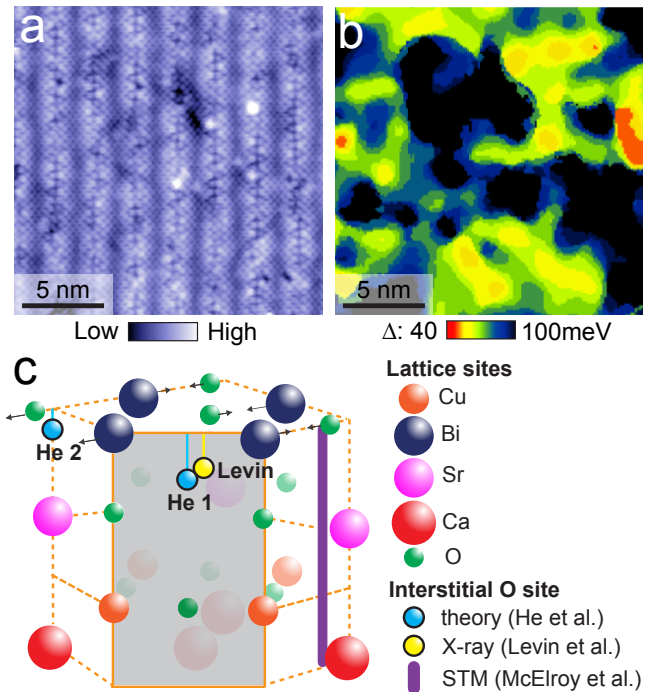 a
b
5 nm
5 nm
Low High
Δ: 40 100meV
c
Lattice sites
Cu
Bi
Sr
Ca
O
He 2
Levin
He 1
Interstitial O site
theory (He et al.)
X-ray (Levin et al.)
STM (McElroy et al.)